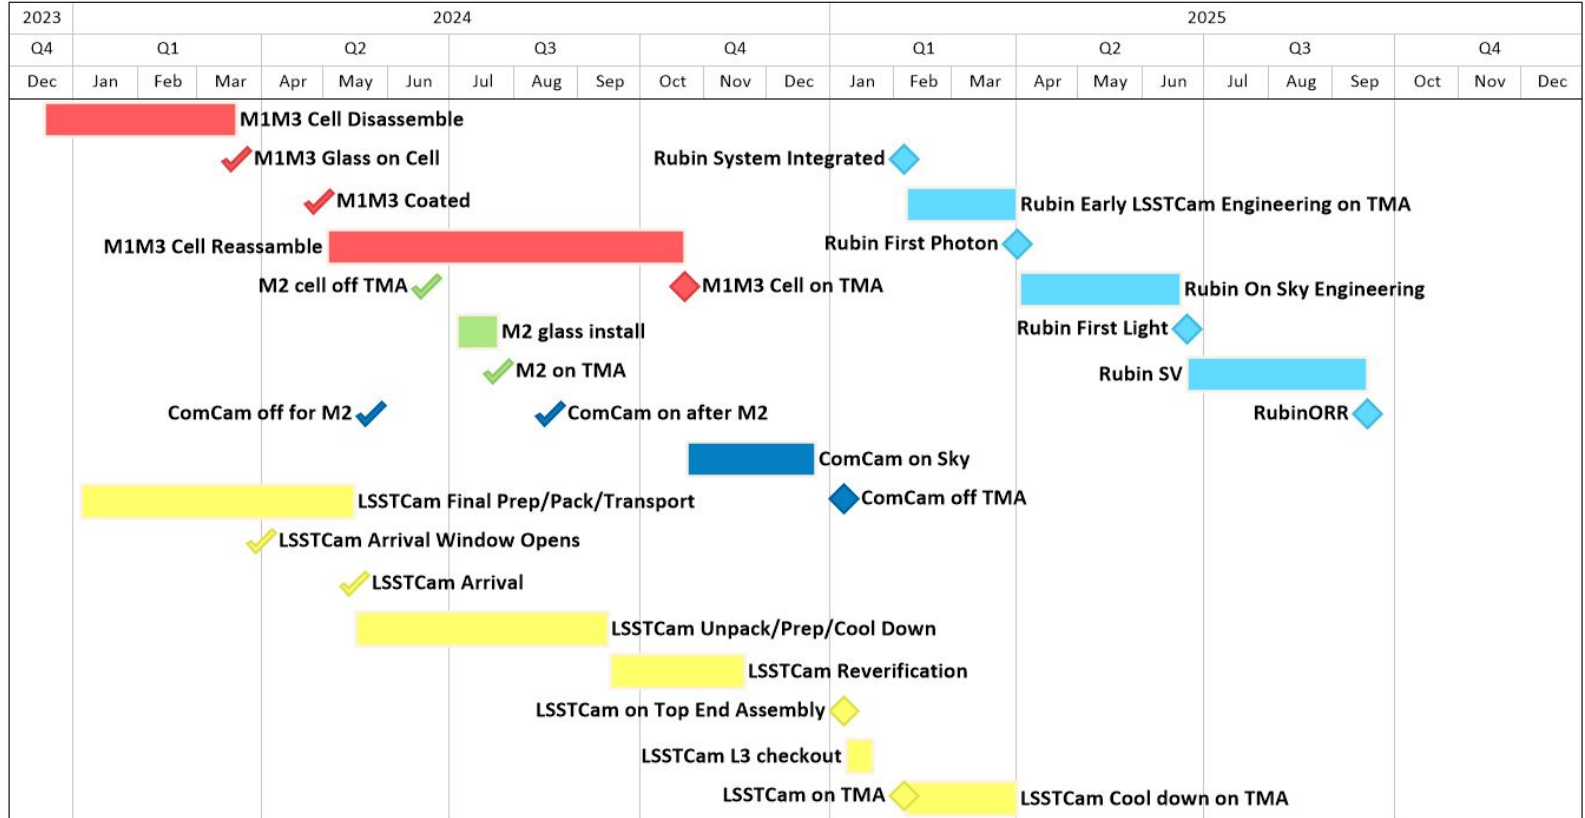 2023 2024 2025
Q4 Q1 Q2 Q3 Q4 Q1 Q2 Q3 Q4
Dec Jan Feb Mar Apr May Jun Jul Aug Sep Oct Nov Dec Jan Feb Mar Apr May Jun Jul Aug Sep Oct Nov Dec
M1M3 Cell Disassemble
M1M3 Glass on Cell
Rubin System Integrated
M1M3 Coated
Rubin Early LSSTCam Engineering on TMA
M1M3 Cell Reassamble
Rubin First Photon
M2 cell off TMA
M1M3 Cell on TMA
Rubin On Sky Engineering
M2 glass install
Rubin First Light
M2 on TMA
Rubin SV
ComCam off for M2
ComCam on after M2
RubinORR
ComCam on Sky
LSSTCam Final Prep/Pack/Transport
ComCam off TMA
LSSTCam Arrival Window Opens
LSSTCam Arrival
LSSTCam Unpack/Prep/Cool Down
LSSTCam Reverification
LSSTCam on Top End Assembly
LSSTCam L3 checkout
LSSTCam on TMA
LSSTCam Cool down on TMA